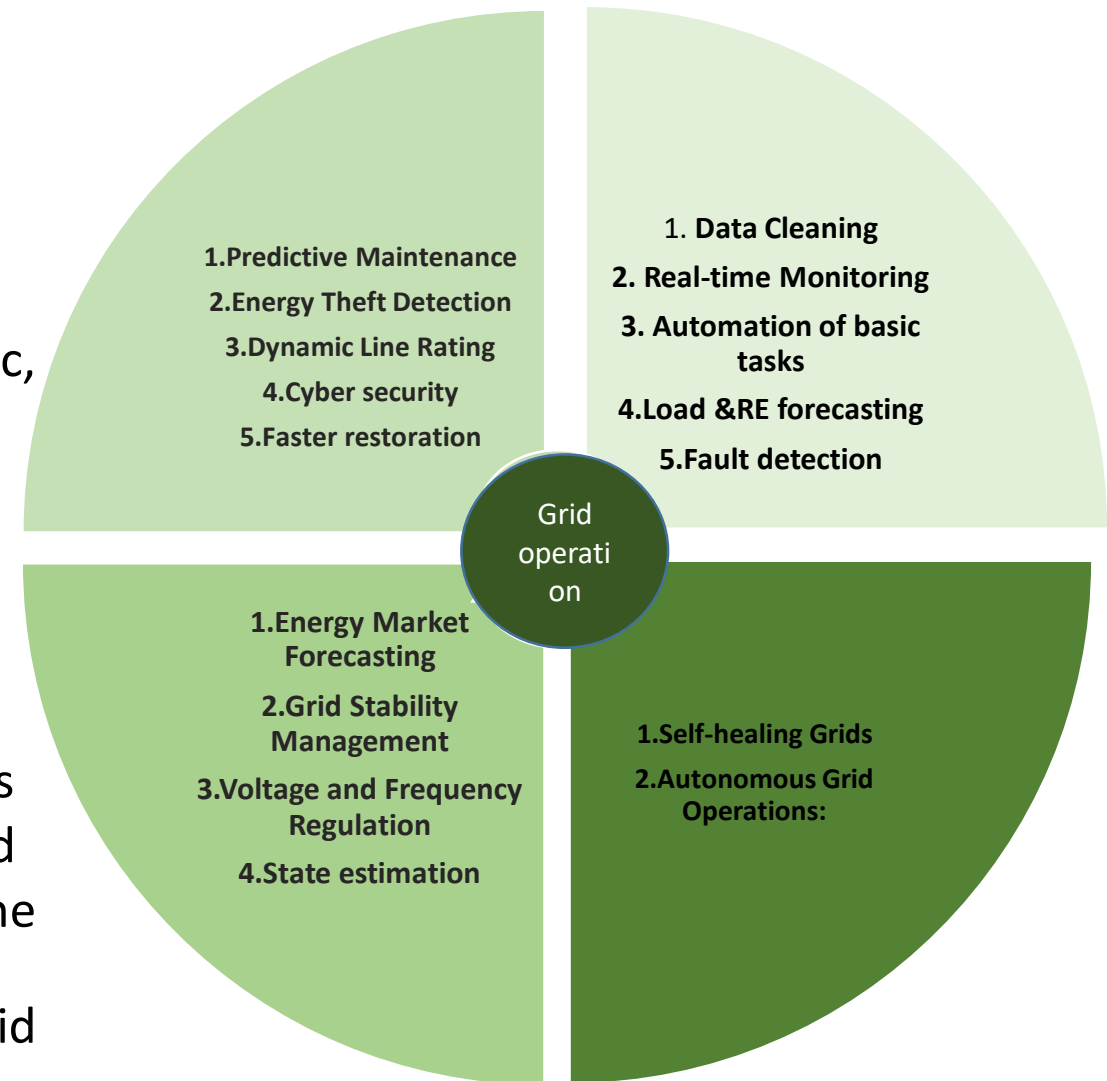 c,
s
d
ne
id
1.Predictive Maintenance
2.Energy Theft Detection
3.Dynamic Line Rating
4.Cyber security
5.Faster restoration
1. Data Cleaning
2. Real-time Monitoring
3. Automation of basic
tasks
4.Load &RE forecasting
5.Fault detection
Grid
operati
on
1.Energy Market
Forecasting
2.Grid Stability
Management
3.Voltage and Frequency
Regulation
4.State estimation
1.Self-healing Grids
2.Autonomous Grid
Operations: